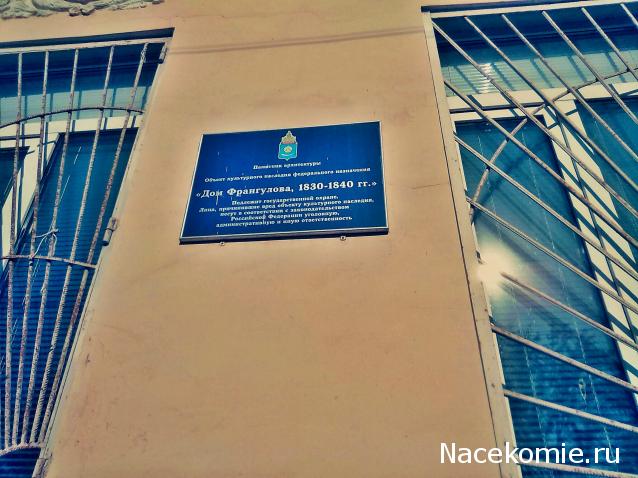 Памятник архитектуры
Объект культурного наследия федерального назначения
«Дом Франгулова, 1830-1840 гг.»
Подлежит государственной охране.
Лица, причинившие вред объекту культурного наследия,
несут в соответствии с законодательством
Российской Федерации уголовную,
административную и иную ответственность
Nacekomie.ru